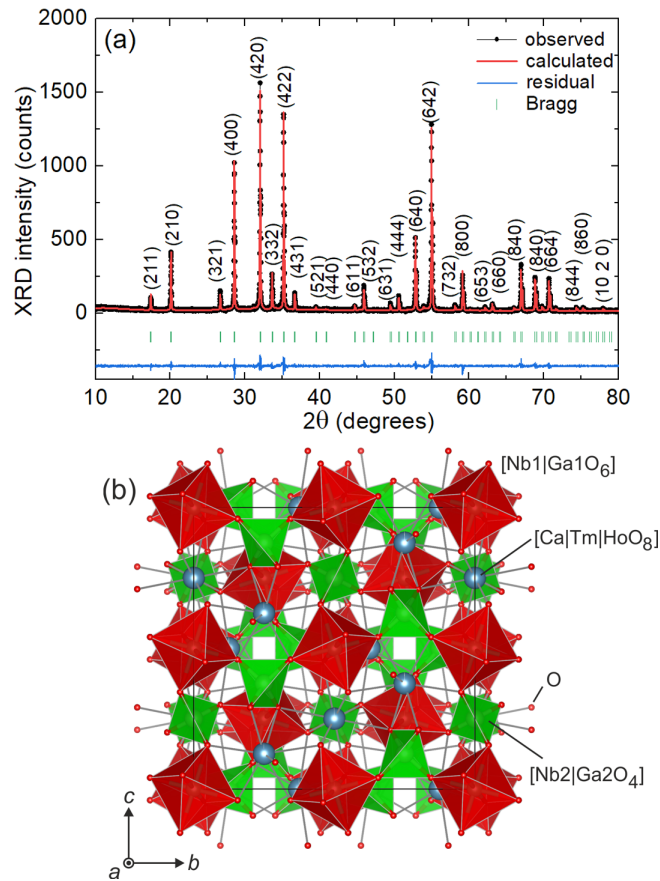 (a)
observed
calculated
residual
Bragg
XRD intensity (counts)
2000
1500
1000
500
0
(211)
(210)
(321)
(400)
(420)
(332)
(422)
(431)
(521)
(440)
(611)
(532)
(631)
(444)
(640)
(642)
(732)
(800)
(653)
(660)
(840)
(840)
(664)
(844)
(860)
(10 2 0)
10 20 30 40 50 60 70 80
2θ (degrees)
(b)
[Nb1|Ga1O6]
[Ca|Tm|HoO8]
O
[Nb2|Ga2O4]
c
a
b